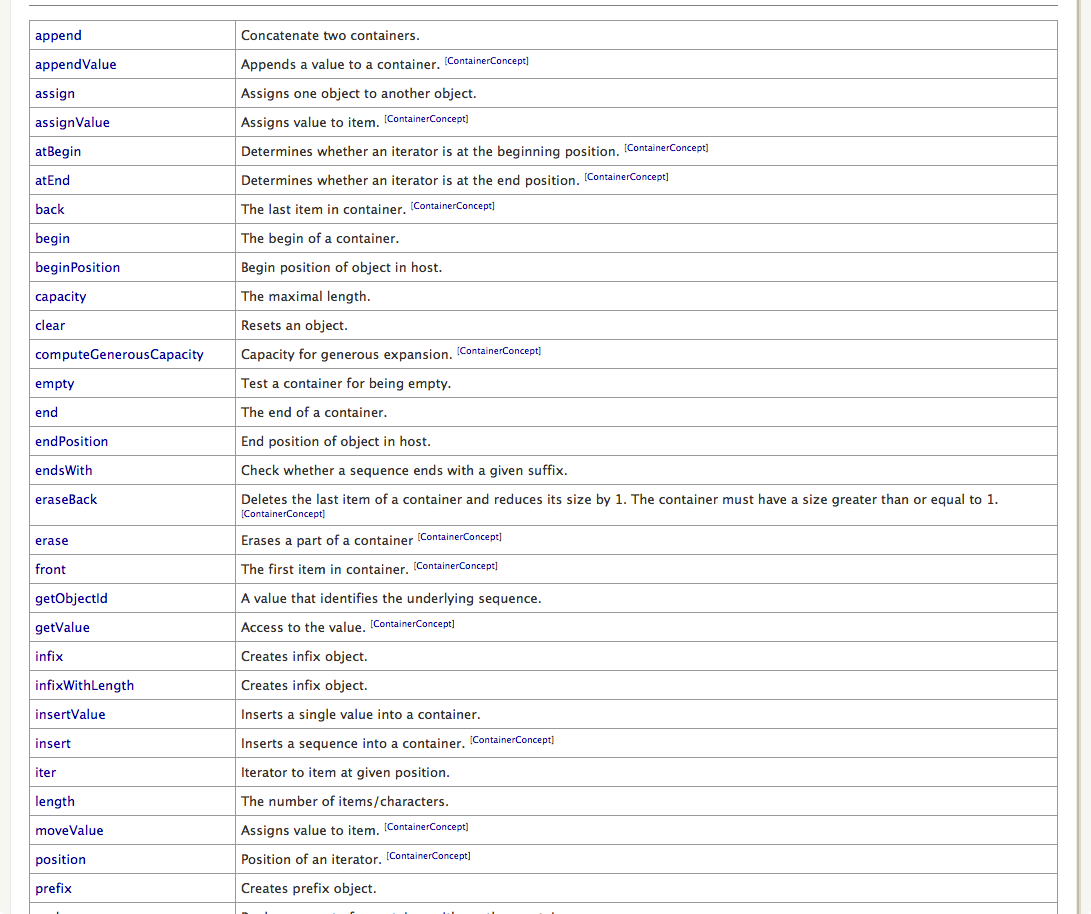 append Concatenate two containers.
appendValue Appends a value to a container. [ContainerConcept]
assign Assigns one object to another object.
assignValue Assigns value to item. [ContainerConcept]
atBegin Determines whether an iterator is at the beginning position. [ContainerConcept]
atEnd Determines whether an iterator is at the end position. [ContainerConcept]
back The last item in container. [ContainerConcept]
begin The begin of a container.
beginPosition Begin position of object in host.
capacity The maximal length.
clear Resets an object.
computeGenerousCapacity Capacity for generous expansion. [ContainerConcept]
empty Test a container for being empty.
end The end of a container.
endPosition End position of object in host.
endsWith Check whether a sequence ends with a given suffix.
eraseBack Deletes the last item of a container and reduces its size by 1. The container must have a size greater than or equal to 1.
[ContainerConcept]
erase Erases a part of a container [ContainerConcept]
front The first item in container. [ContainerConcept]
getObjectId A value that identifies the underlying sequence.
getValue Access to the value. [ContainerConcept]
infix Creates infix object.
infixWithLength Creates infix object.
insertValue Inserts a single value into a container.
insert Inserts a sequence into a container. [ContainerConcept]
iter Iterator to item at given position.
length The number of items/characters.
moveValue Assigns value to item. [ContainerConcept]
position Position of an iterator. [ContainerConcept]
prefix Creates prefix object.